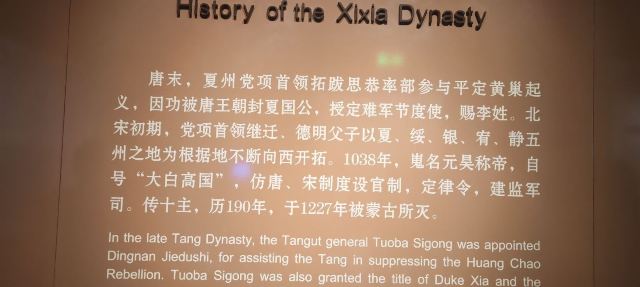 History of the Xixia Dynasty
唐末，夏州党项首领拓跋思恭率部参与平定黄巢起
义，因功被唐王朝封夏国公，授定难军节度使，赐李姓。北
宋初期，党项首领继迁、德明父子以夏、绥、银、宥、静五
州之地为根据地不断向西开拓。1038年，嵬名元昊称帝，自
号“大白高国”，仿唐、宋制度设官制，定律令，建监军
司。传十主，历190年，于1227年被蒙古所灭。
In the late Tang Dynasty, the Tangut general Tuoba Sigong was appointed
Dingnan Jiedushi, for assisting the Tang in suppressing the Huang Chao
Rebellion. Tuoba Sigong was also granted the title of Duke Xia and the